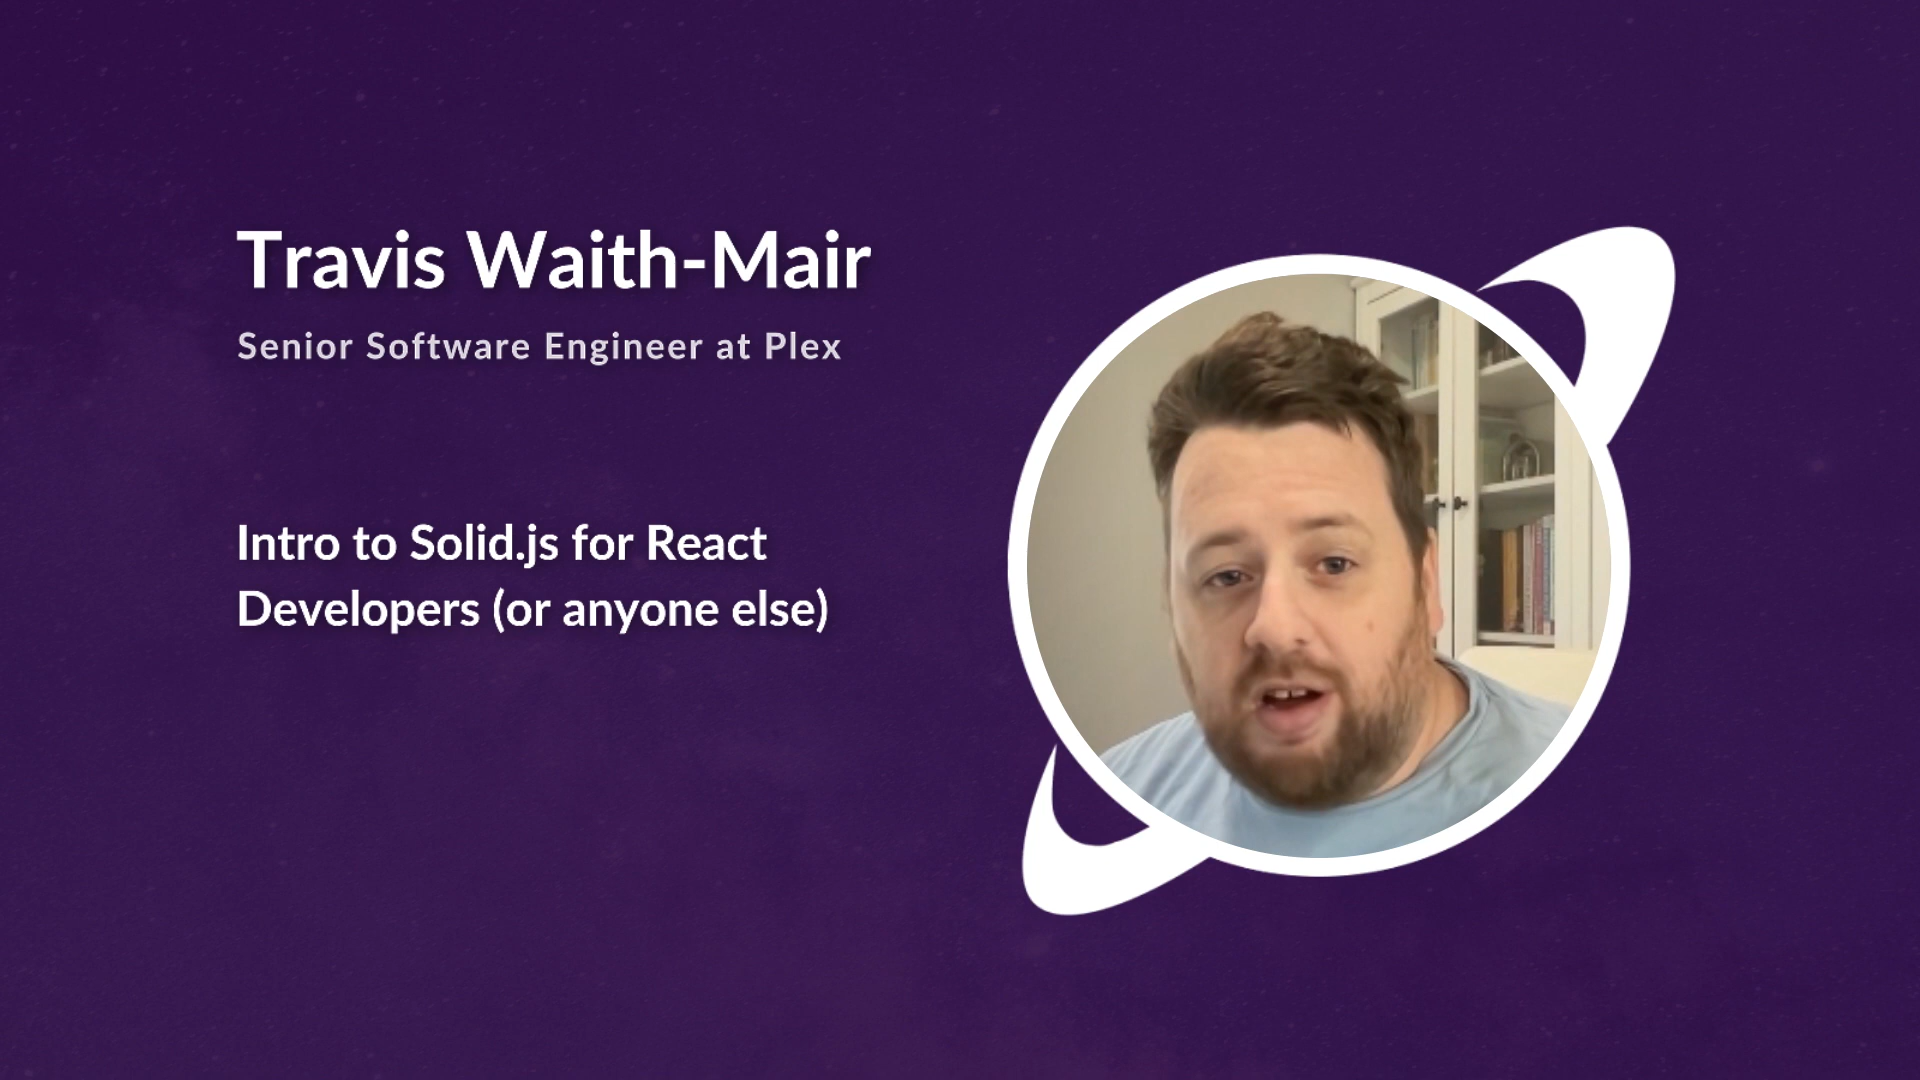 Travis Waith-Mair
Senior Software Engineer at Plex
Intro to Solid.js for React
Developers (or anyone else)